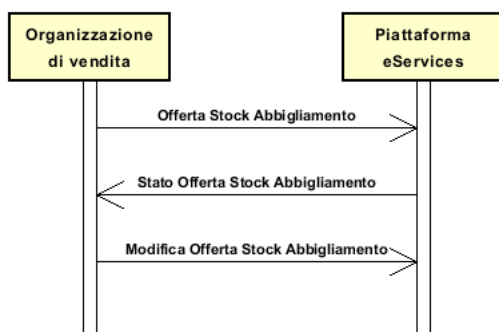 Organizzazione
di vendita
Piattaforma
eServices
Offerta Stock Abbigliamento
Stato Offerta Stock Abbigliamento
Modifica Offerta Stock Abbigliamento